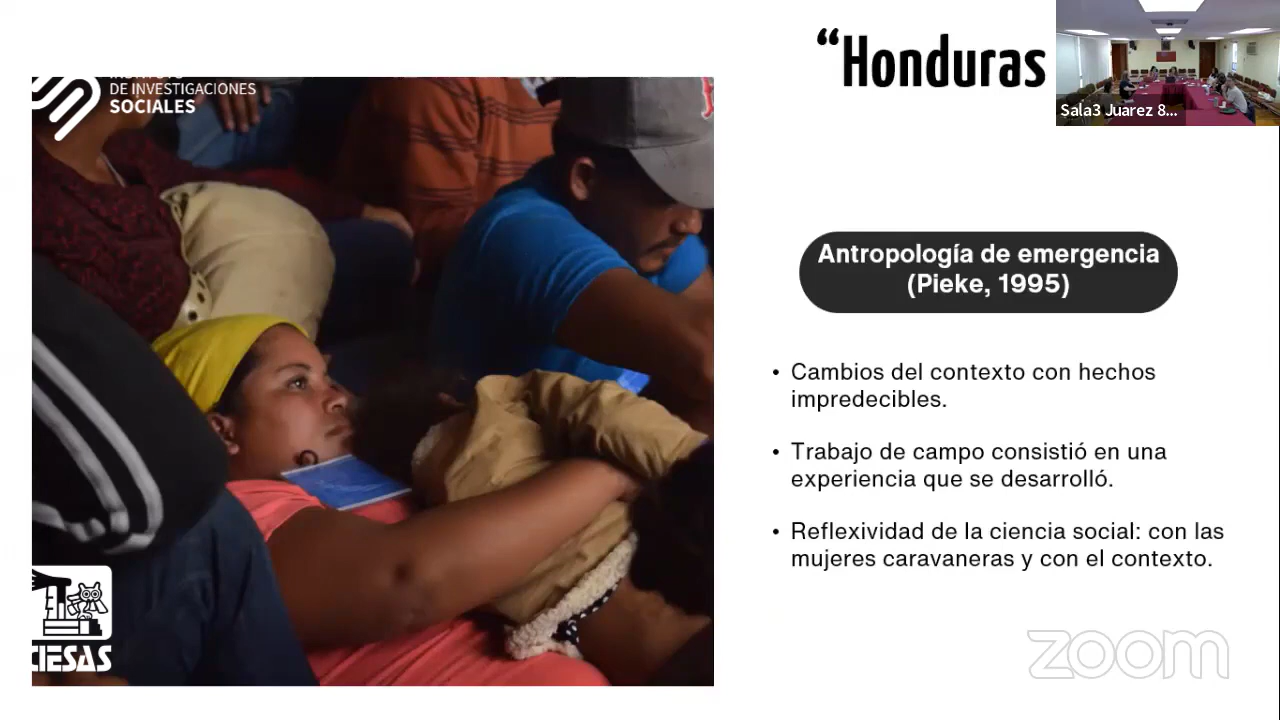 DE INVESTIGACIONES
SOCIALES
“Honduras
Sala3 Juarez 8...
Antropología de emergencia
(Pieke, 1995)
• Cambios del contexto con hechos
impredecibles.
• Trabajo de campo consistió en una
experiencia que se desarrolló.
• Reflexividad de la ciencia social: con las
mujeres caravaneras y con el contexto.
CIESAS
zoom